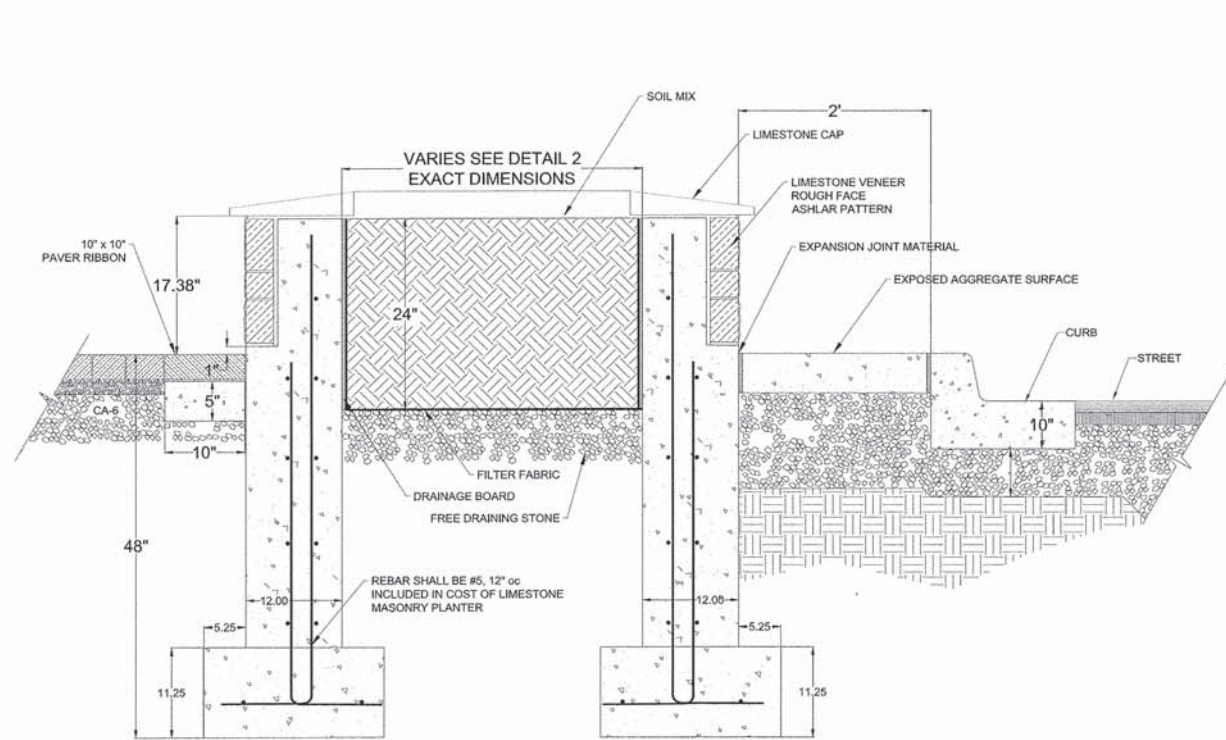 SOIL MIX
2'
LIMESTONE CAP
VARIES SEE DETAIL 2
EXACT DIMENSIONS
LIMESTONE VENEER
ROUGH FACE
ASHLAR PATTERN
10" x 10"
PAVER RIBBON
EXPANSION JOINT MATERIAL
17.38"
EXPOSED AGGREGATE SURFACE
24"
CURB
STREET
1"
5"
CA-6
10"
10"
FILTER FABRIC
DRAINAGE BOARD
FREE DRAINING STONE
48"
REBAR SHALL BE #5, 12" oc
INCLUDED IN COST OF LIMESTONE
MASONRY PLANTER
12.00
12.00
5.25
5.25
11.25
11.25